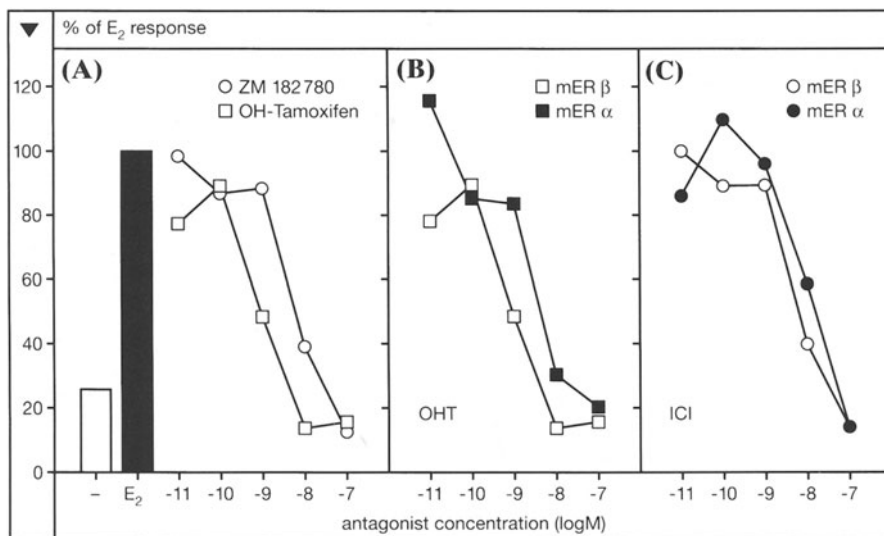 % of E₂ response
(A)
ZM 182 780
OH-Tamoxifen
(B)
mER β
mER α
(C)
mER β
mER α
120
100
80
60
40
20
0
OHT
ICI
– E₂ -11 -10 -9 -8 -7 -11 -10 -9 -8 -7 -11 -10 -9 -8 -7
antagonist concentration (logM)